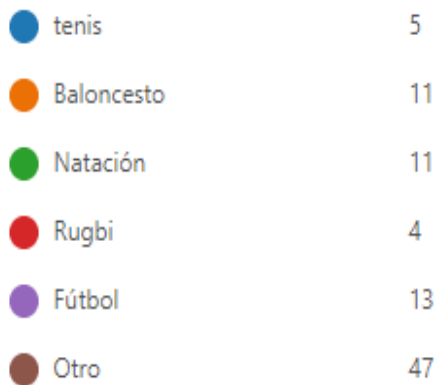 tenis 5
Baloncesto 11
Natación 11
Rugbi 4
Fútbol 13
Otro 47